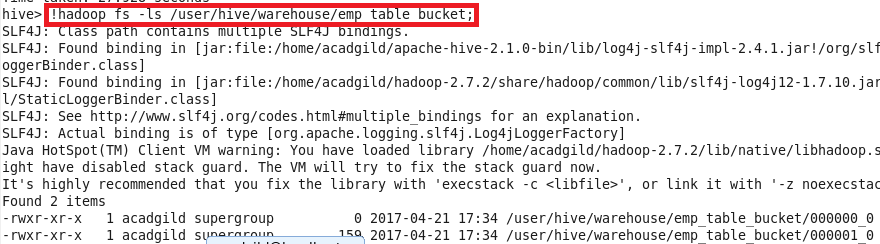 hive> !hadoop fs -ls /user/hive/warehouse/emp_table_bucket;
SLF4J: Class path contains multiple SLF4J bindings.
SLF4J: Found binding in [jar:file:/home/acadgild/apache-hive-2.1.0-bin/lib/log4j-slf4j-impl-2.4.1.jar!/org/slf
oggerBinder.class]
SLF4J: Found binding in [jar:file:/home/acadgild/hadoop-2.7.2/share/hadoop/common/lib/slf4j-log4j12-1.7.10.jar
l/StaticLoggerBinder.class]
SLF4J: See http://www.slf4j.org/codes.html#multiple_bindings for an explanation.
SLF4J: Actual binding is of type [org.apache.logging.slf4j.Log4jLoggerFactory]
Java HotSpot(TM) Client VM warning: You have loaded library /home/acadgild/hadoop-2.7.2/lib/native/libhadoop.s
ight have disabled stack guard. The VM will try to fix the stack guard now.
It's highly recommended that you fix the library with 'execstack -c <libfile>', or link it with '-z noexecstac
Found 2 items
-rwxr-xr-x 1 acadgild supergroup 0 2017-04-21 17:34 /user/hive/warehouse/emp_table_bucket/000000_0
-rwxr-xr-x 1 acadgild supergroup 159 2017-04-21 17:34 /user/hive/warehouse/emp_table_bucket/000001_0